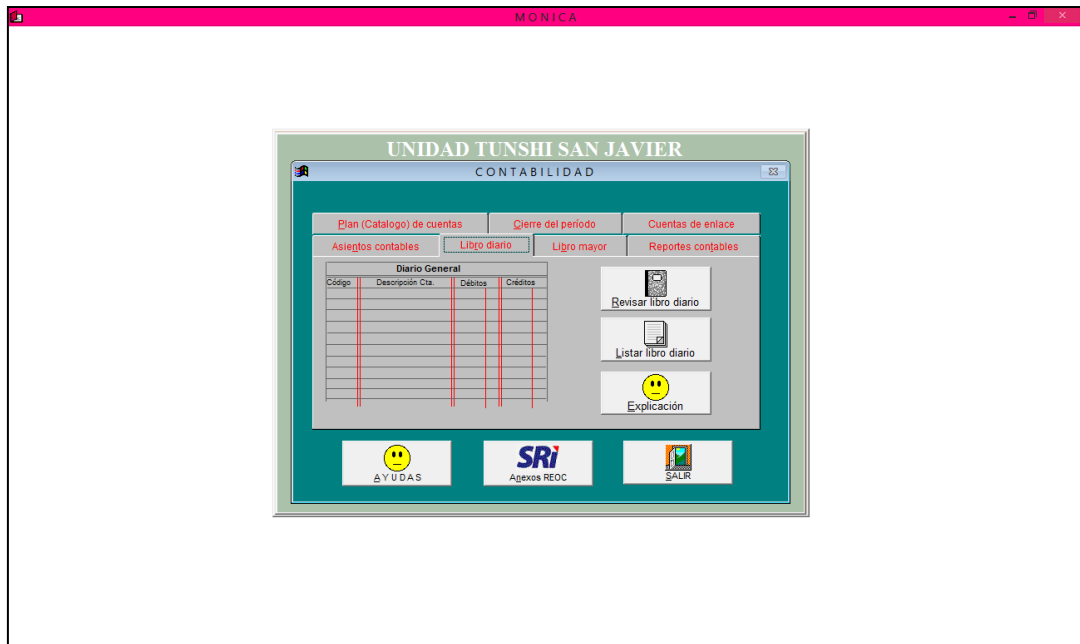 MONICA
UNIDAD TUNSHI SAN JAVIER
CONTABILIDAD
Plan (Catalogo) de cuentas Cierre del período Cuentas de enlace
Asientos contables Libro diario Libro mayor Reportes contables
Diario General
Código Descripción Cta. Débitos Créditos
Revisar libro diario
Listar libro diario
Explicación
AYUDAS
SRi
Anexos REOC
SALIR